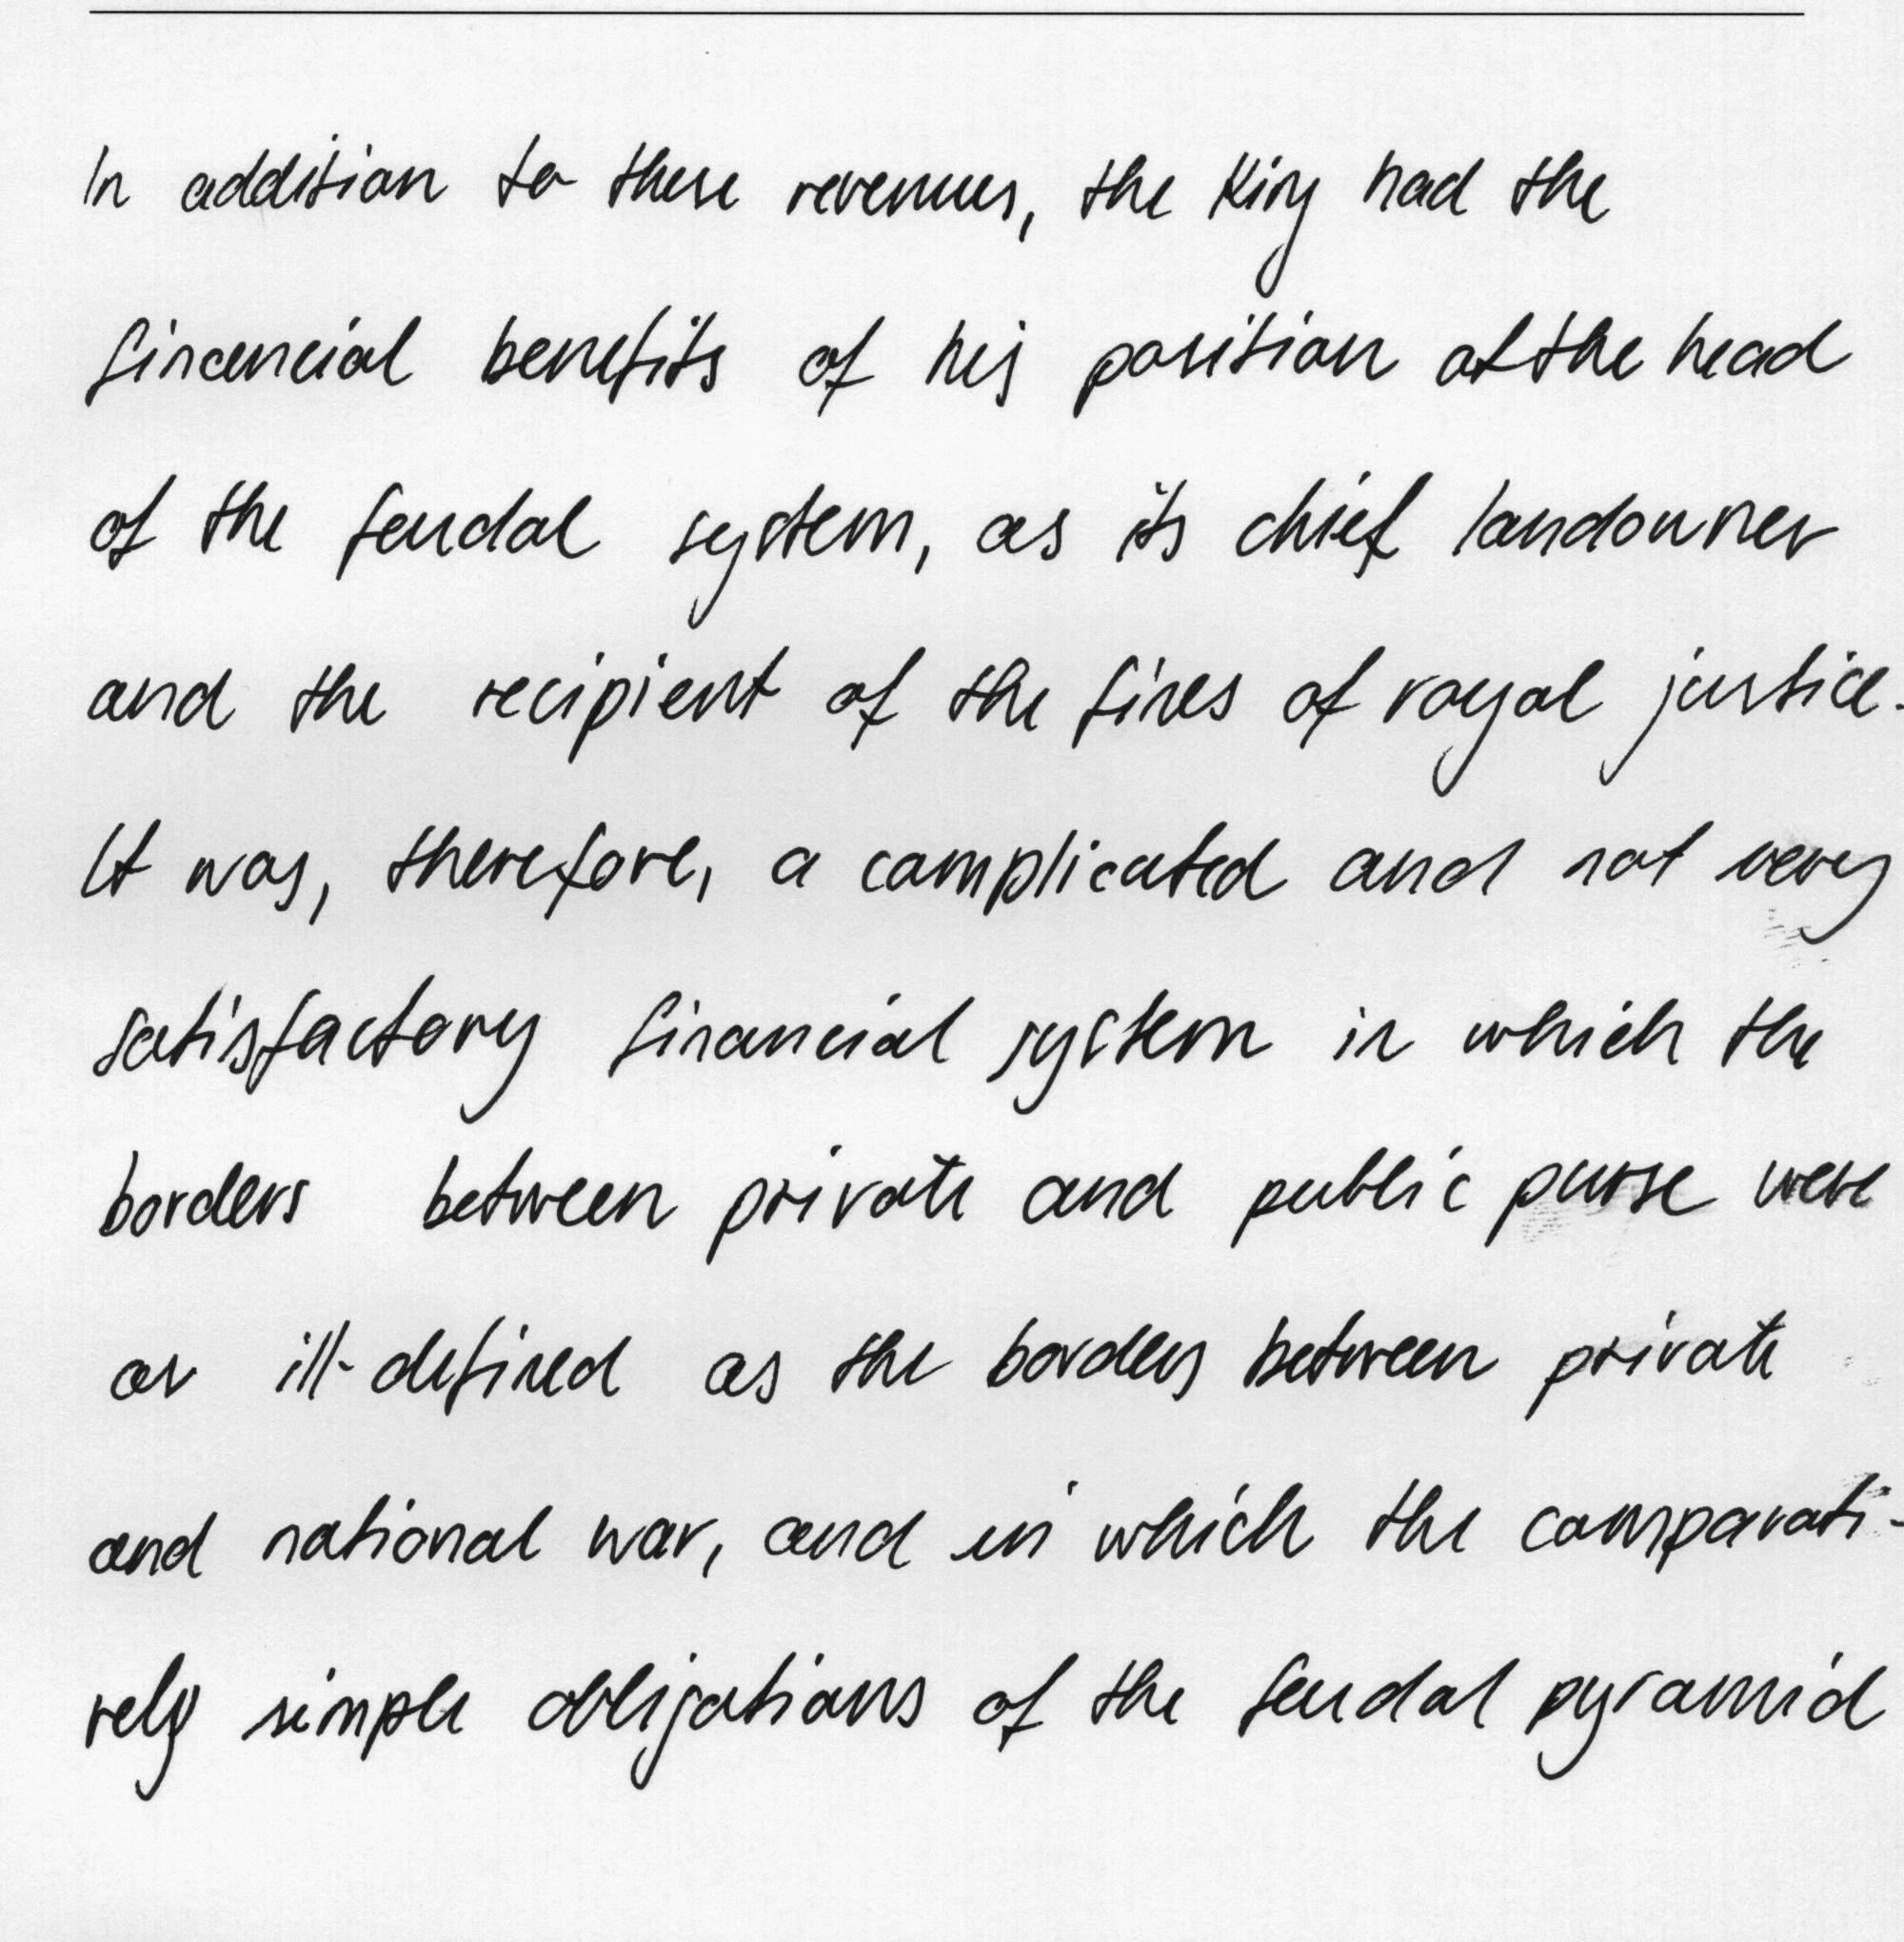 In addition to these revenues, the King had the
financial benefits of his position at the head
of the feudal system, as its chief landowner
and the recipient of the fines of royal justice.
It was, therefore, a complicated and not very
satisfactory financial system in which the
borders between private and public purse were
as ill-defined as the borders between private
and national war, and in which the comparati-
vely simple obligations of the feudal pyramid